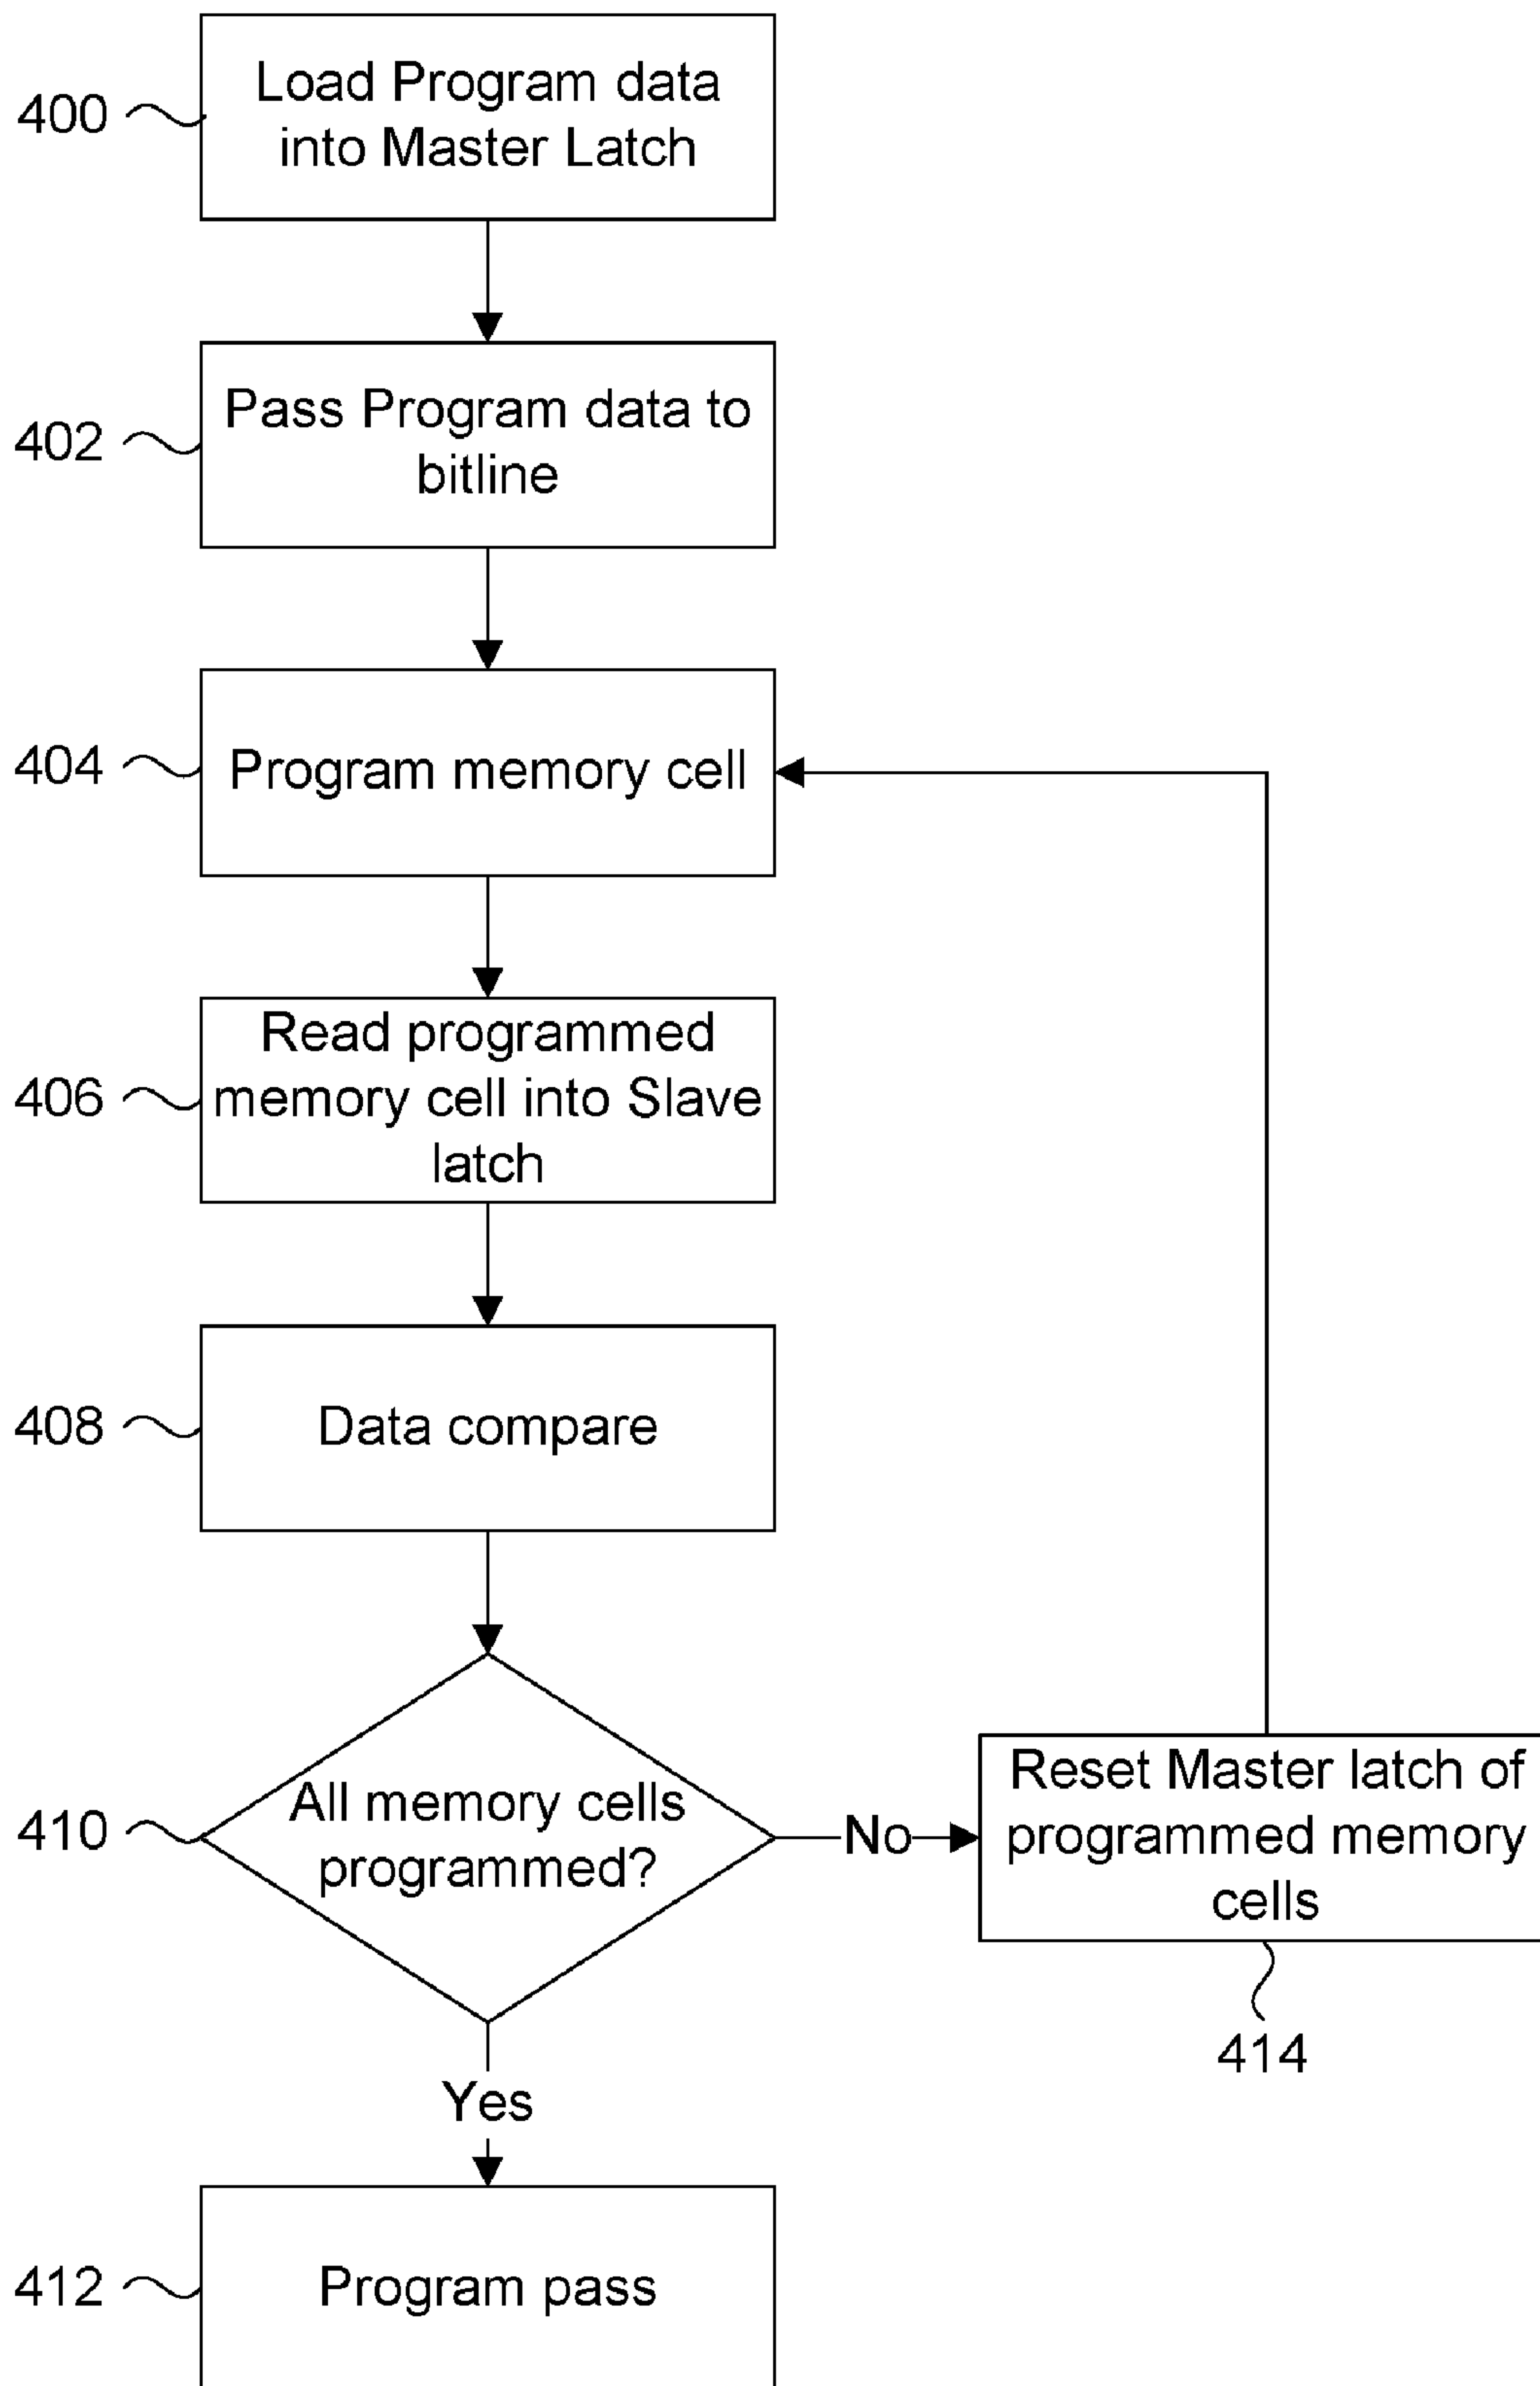 400
Load Program data
into Master Latch
402
Pass Program data to
bitline
404
Program memory cell
406
Read programmed
memory cell into Slave
latch
408
Data compare
410
All memory cells
programmed?
No
Reset Master latch of
programmed memory
cells
414
Yes
412
Program pass